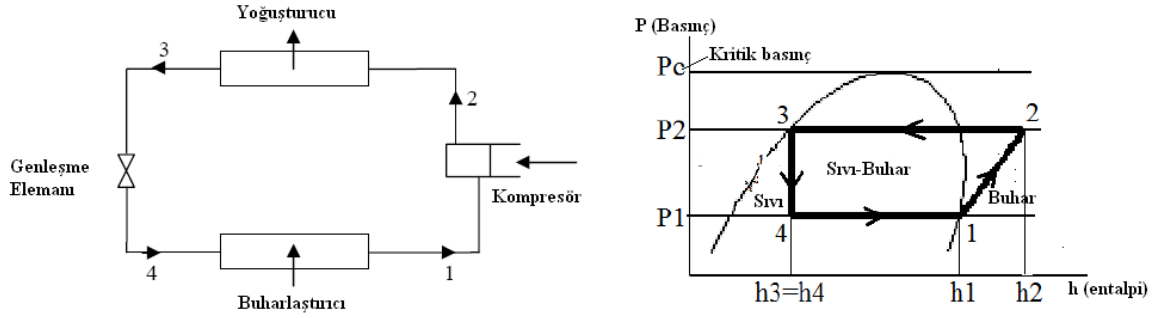 Yoğuşturucu
3
2
Genleşme
Elemanı
Kompresör
4
1
Buharlaştırıcı
P (Basınç)
Kritik basınç
Pc
3
2
P2
Sıvı-Buhar
Sıvı
Buhar
P1
4
1
h3=h4
h1
h2
h (entalpi)